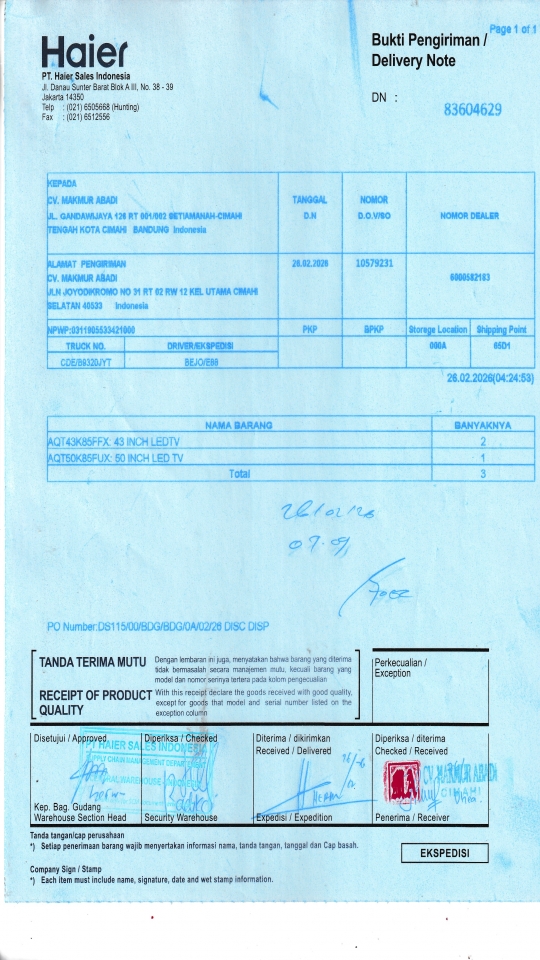 Page 1 of 1
Haier
Bukti Pengiriman /
Delivery Note
PT. Haier Sales Indonesia
Jl. Danau Sunter Barat Blok A III, No. 38 - 39
Jakarta 14350
Telp : (021) 6505668 (Hunting)
Fax : (021) 6512556
DN :
83604629
KEPADA
CV. MAKMUR ABADI
JL. GANDAWIJAYA 126 RT 001/002 SETIAMANAH-CIMAHI
TENGAH KOTA CIMAHI BANDUNG Indonesia
TANGGAL
D.N
NOMOR
D.O.V/SO
NOMOR DEALER
ALAMAT PENGIRIMAN
CV. MAKMUR ABADI
JLN JOYODIKROMO NO 31 RT 02 RW 12 KEL UTAMA CIMAHI
SELATAN 40533 Indonesia
26.02.2026
10579231
6000582183
NPWP:0311905533421000
PKP
SPKP
Storege Location
Shipping Point
TRUCK NO.
DRIVER/EKSPEDISI
000A
65D1
CDE/B9320JYT
BEJO/E88
26.02.2026(04:24:53)
NAMA BARANG
BANYAKNYA
AQT43K85FFX: 43 INCH LEDTV
2
AQT50K85FUX: 50 INCH LED TV
1
Total
3
26/02/26
PO Number:DS115/00/BDG/BDG/0A/02/26 DISC DISP
TANDA TERIMA MUTU
Dengan lembaran ini juga, menyatakan bahwa barang yang diterima
tidak bermasalah secara manajemen mutu, kecuali barang yang
model dan nomor serinya tertera pada kolom pengecualian
RECEIPT OF PRODUCT
QUALITY
With this receipt declare the goods received with good quality,
except for goods that model and serial number listed on the
exception column
Perkecualian /
Exception
Disetujui / Approved
Diperiksa / Checked
Diterima / dikirimkan
Received / Delivered
Diperiksa / diterima
Checked / Received
PT HAIER SALES INDONESIA
SUPPLY CHAIN MANAGEMENT DEPARTMENT
CV. MAKMUR ABADI
CIMAHI
Kep. Bag. Gudang
Warehouse Section Head
Security Warehouse
Expedisi / Expedition
Penerima / Receiver
Tanda tangan/cap perusahaan
*) Setiap penerimaan barang wajib menyertakan informasi nama, tanda tangan, tanggal dan Cap basah.
EKSPEDISI
Company Sign / Stamp
*) Each item must include name, signature, date and wet stamp information.